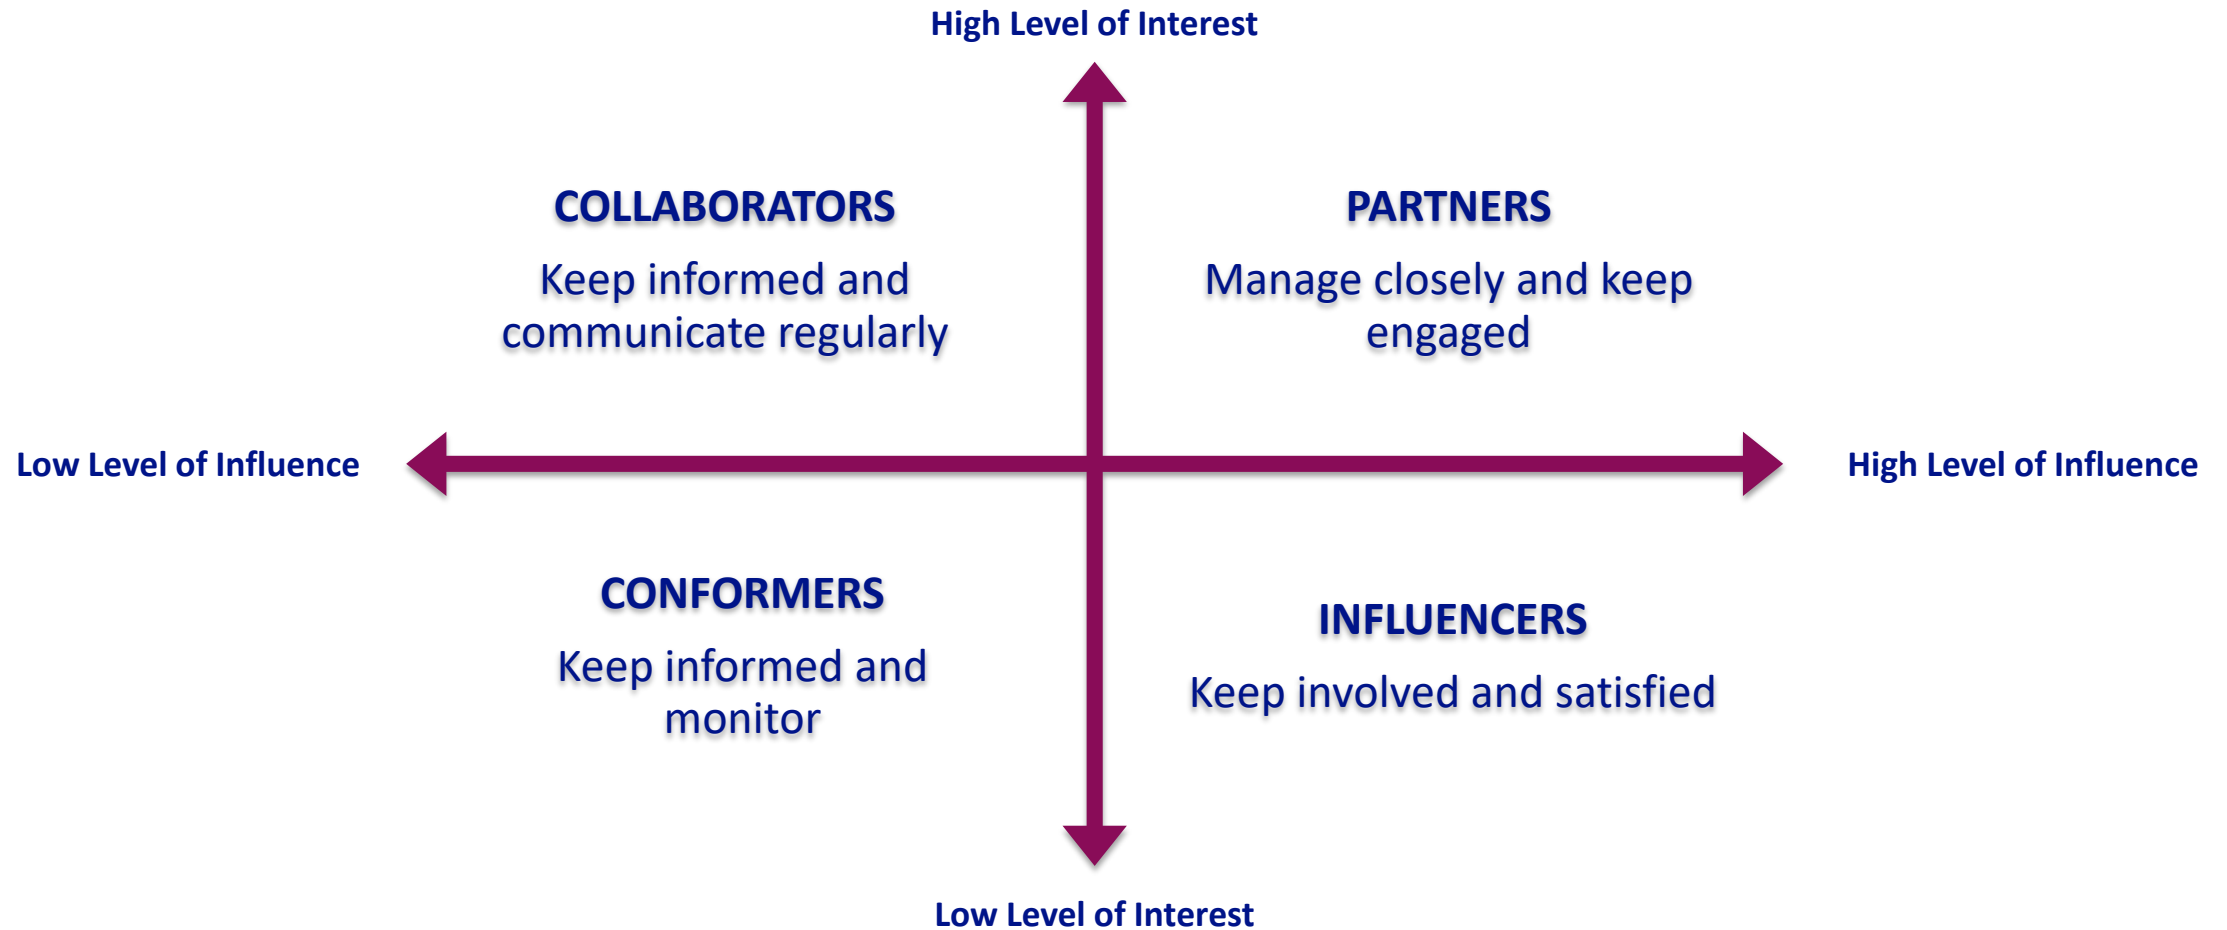 High Level of Interest
COLLABORATORS
Keep informed and
communicate regularly
PARTNERS
Manage closely and keep
engaged
Low Level of Influence
High Level of Influence
CONFORMERS
Keep informed and
monitor
INFLUENCERS
Keep involved and satisfied
Low Level of Interest